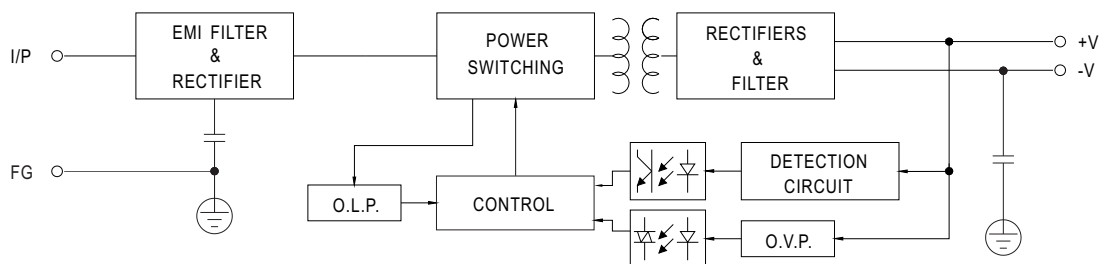 I/P
EMI FILTER
&
RECTIFIER
POWER
SWITCHING
RECTIFIERS
&
FILTER
+V
-V
FG
O.L.P.
CONTROL
DETECTION
CIRCUIT
O.V.P.